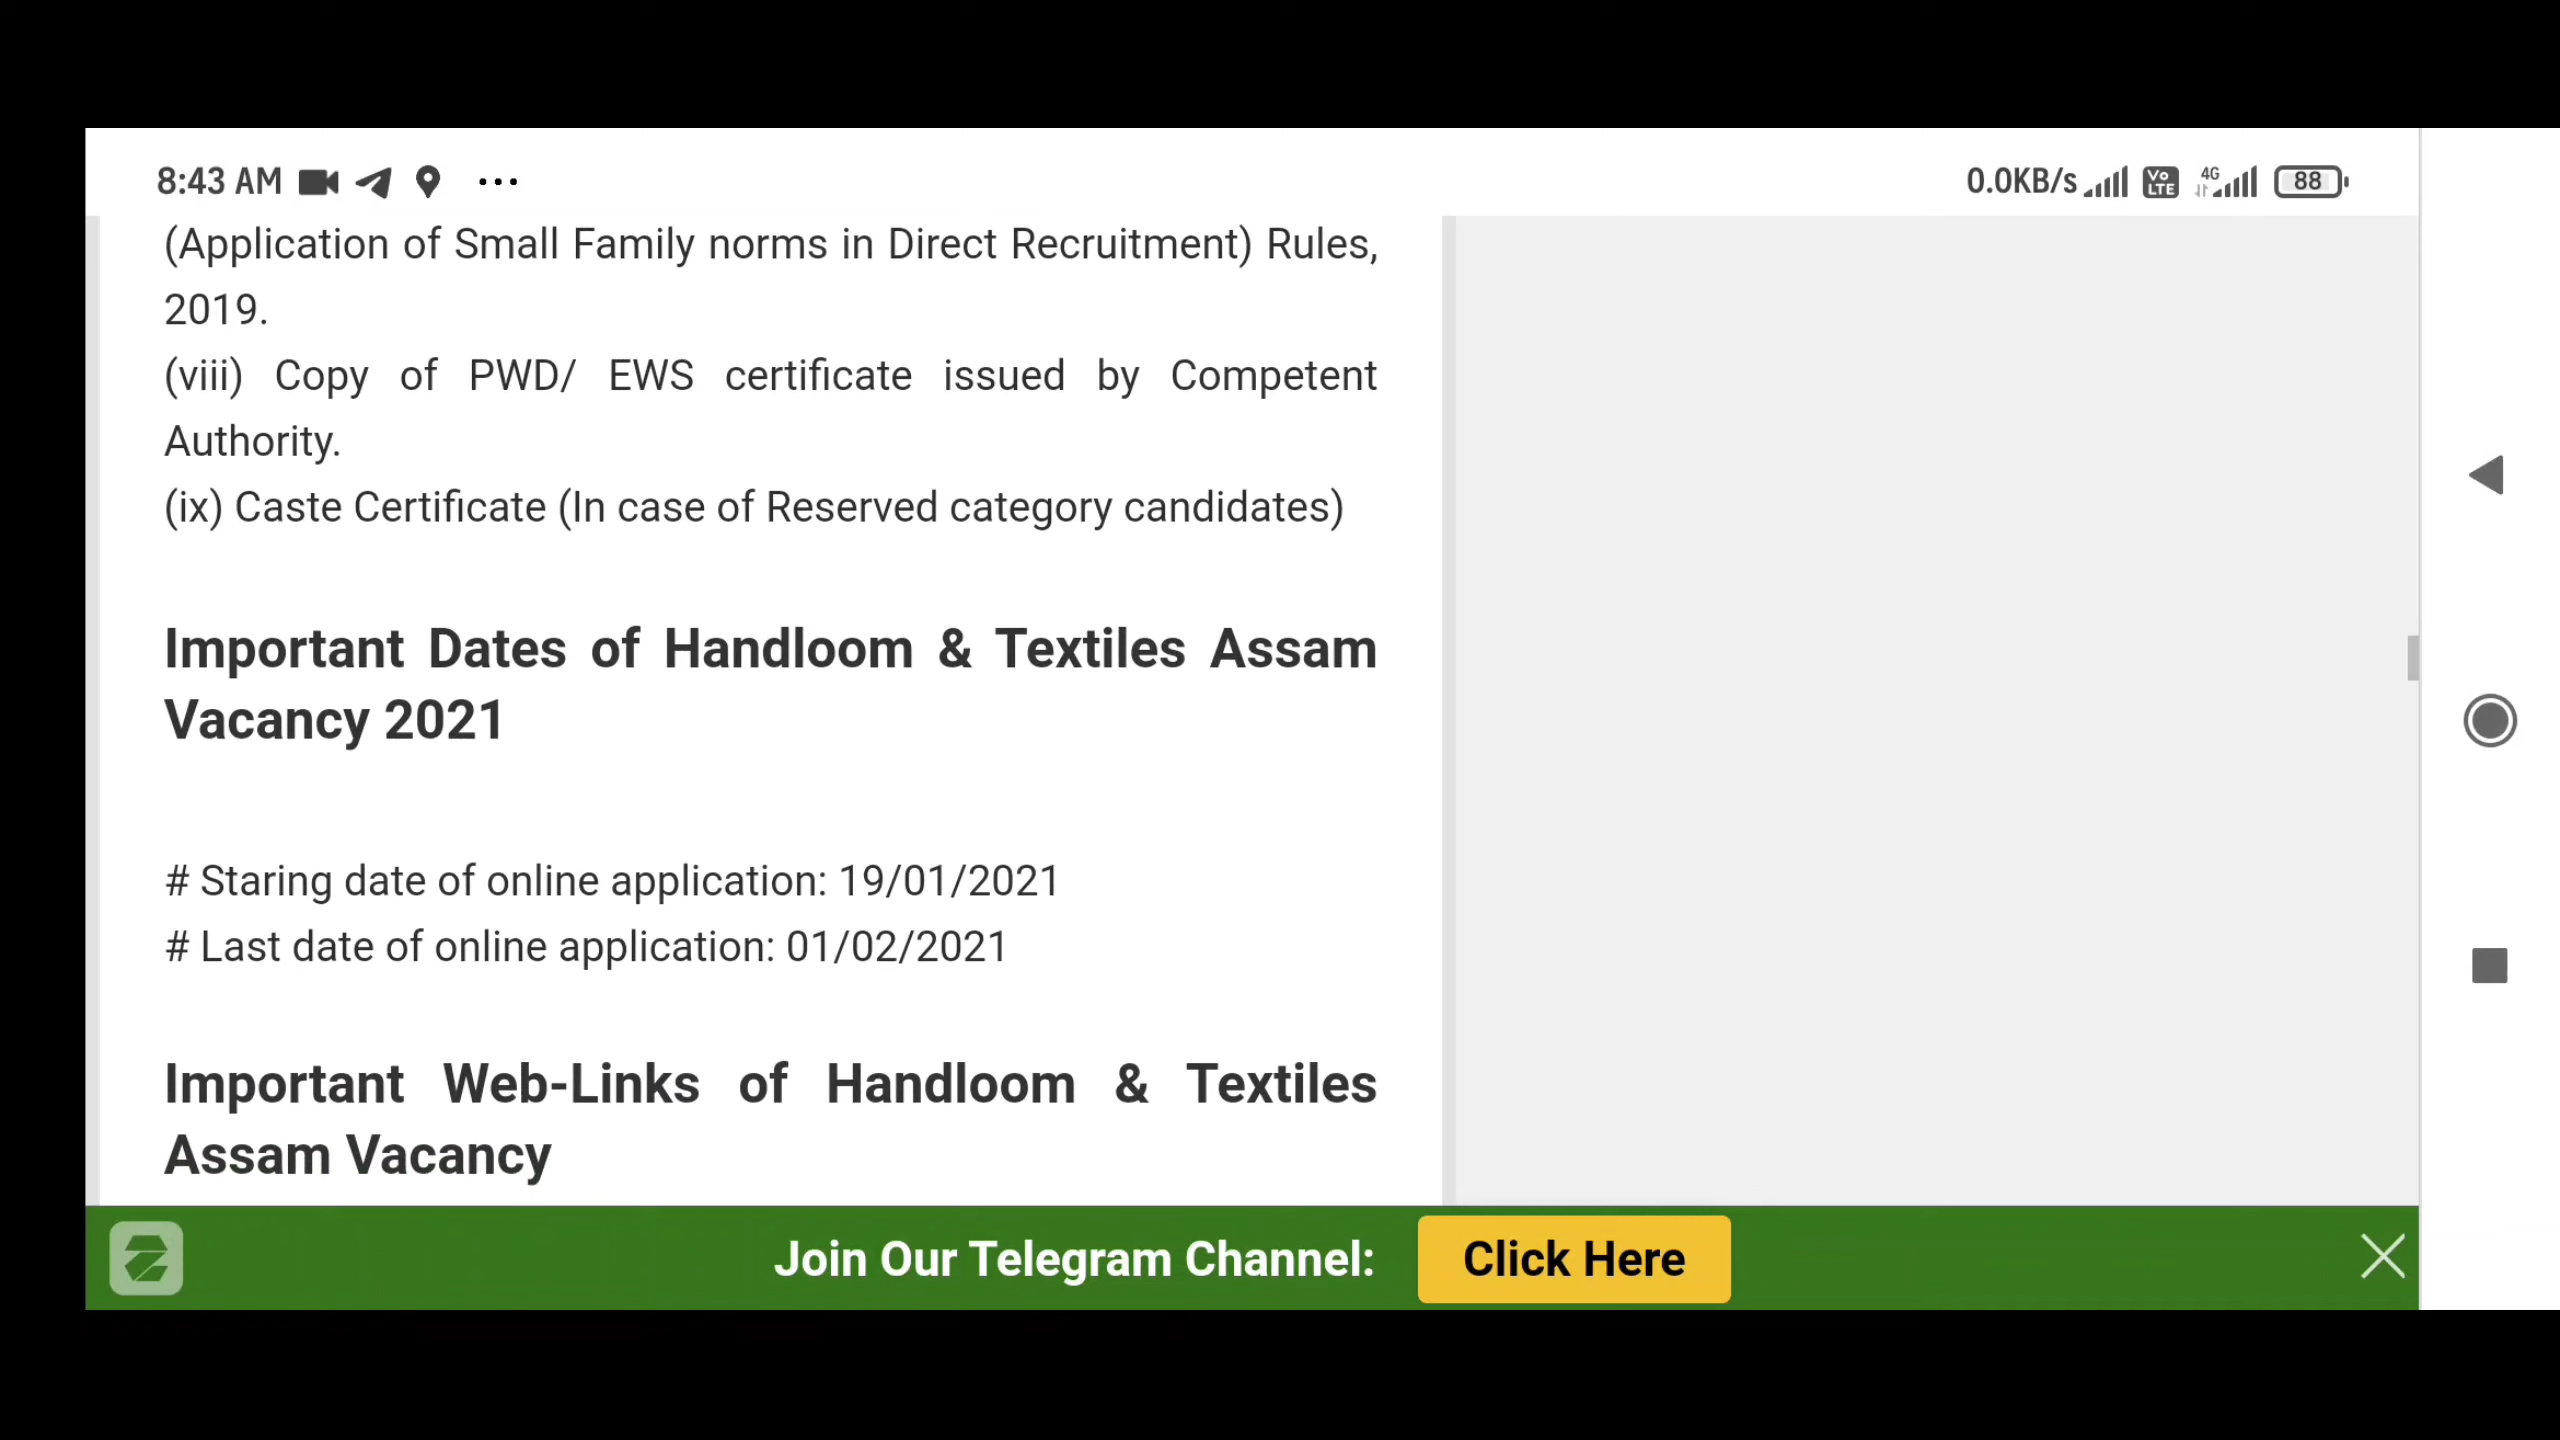 8:43 AM ... 0.0KB/s Vo LTE 4G 88
(Application of Small Family norms in Direct Recruitment) Rules,
2019.
(viii) Copy of PWD/ EWS certificate issued by Competent
Authority.
(ix) Caste Certificate (In case of Reserved category candidates)
Important Dates of Handloom & Textiles Assam
Vacancy 2021
# Staring date of online application: 19/01/2021
# Last date of online application: 01/02/2021
Important Web-Links of Handloom & Textiles
Assam Vacancy
Join Our Telegram Channel: Click Here